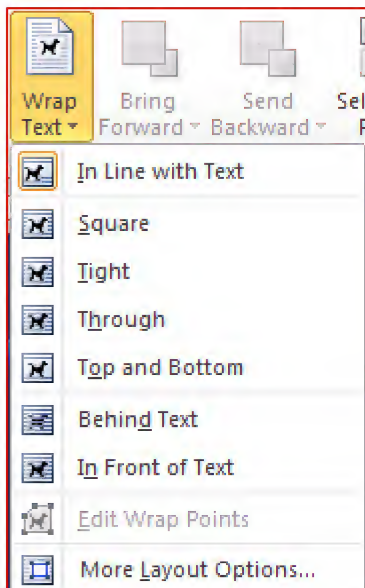 Wrap Bring Send Sel
Text Forward Backward
In Line with Text
Square
Tight
Through
Top and Bottom
Behind Text
In Front of Text
Edit Wrap Points
More Layout Options...